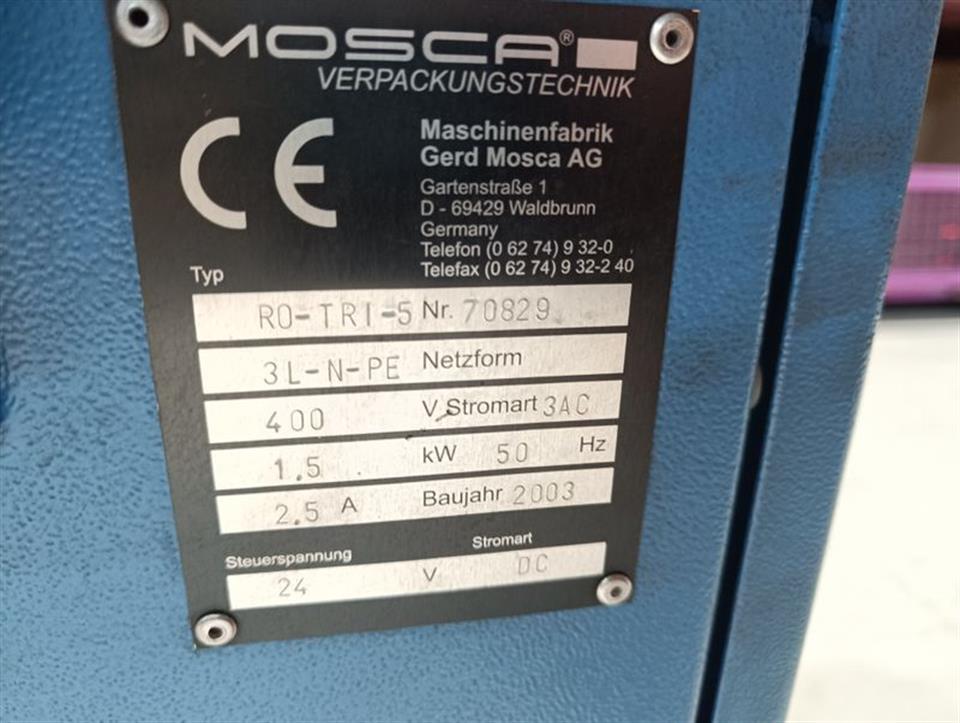 MOSCA®
VERPACKUNGSTECHNIK
CE
Maschinenfabrik
Gerd Mosca AG
Gartenstraße 1
D - 69429 Waldbrunn
Germany
Telefon (0 62 74) 9 32-0
Telefax (0 62 74) 9 32-2 40
Typ
RO-TRI-5 Nr. 70829
3L-N-PE Netzform
400 V Stromart 3AC
1.5 kW 50 Hz
2.5 A Baujahr 2003
Steuerspannung Stromart
24 V DC